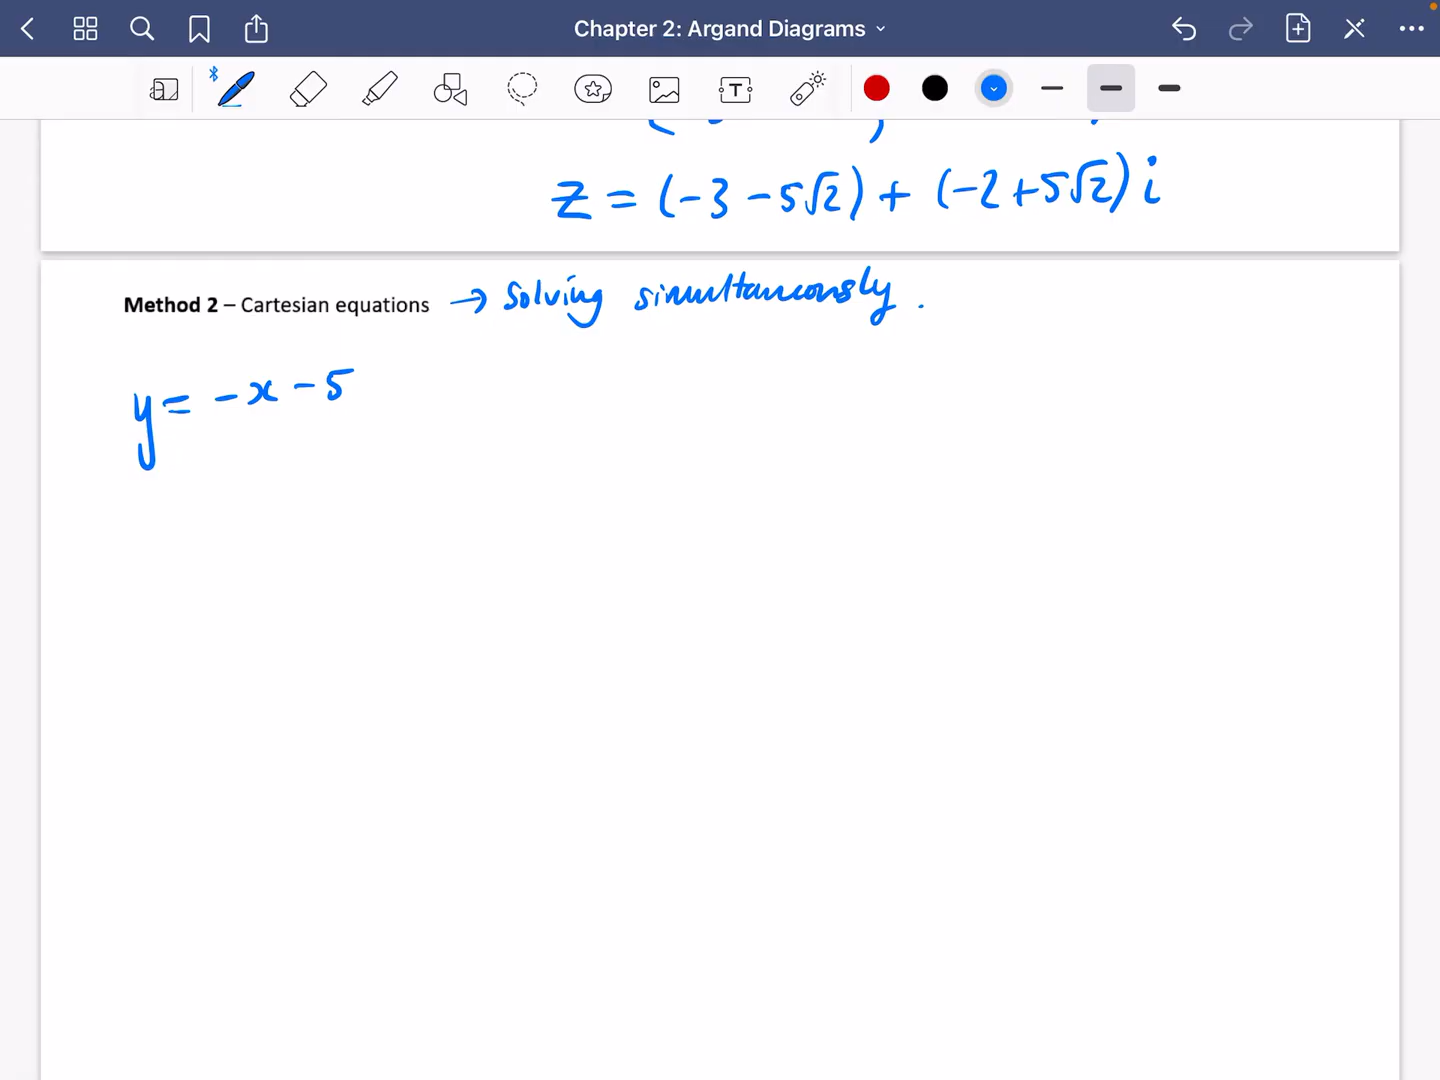 Chapter 2: Argand Diagrams
T
z = (-3 - 5√2) + (-2 + 5√2) i
Method 2 – Cartesian equations → Solving simultaneously.
y = -x - 5